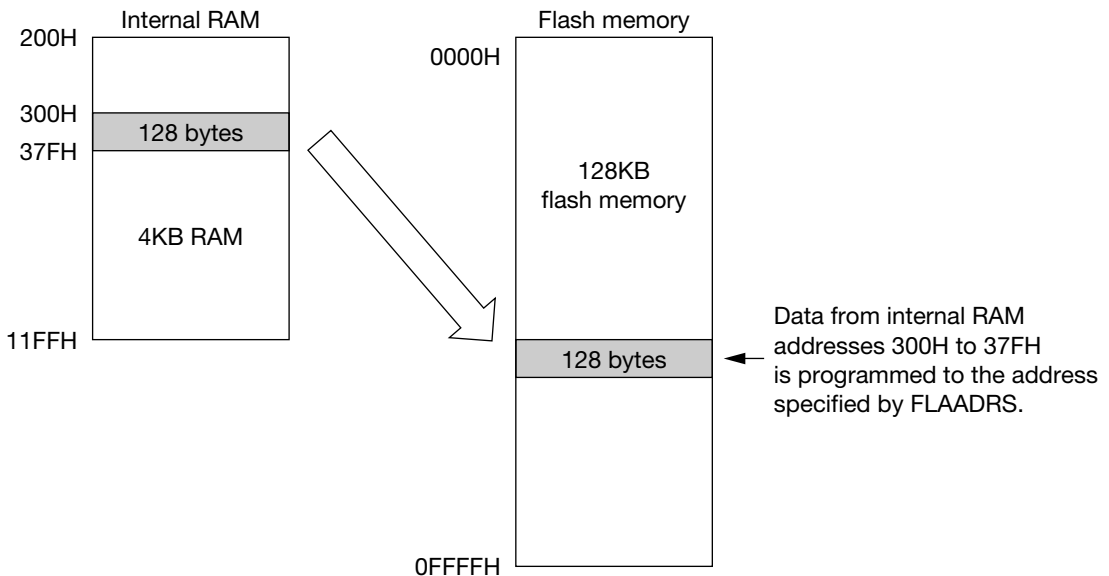 Internal RAM
200H
300H
128 bytes
37FH
4KB RAM
11FFH
Flash memory
0000H
128KB
flash memory
128 bytes
0FFFFH
Data from internal RAM
addresses 300H to 37FH
is programmed to the address
specified by FLAADRS.